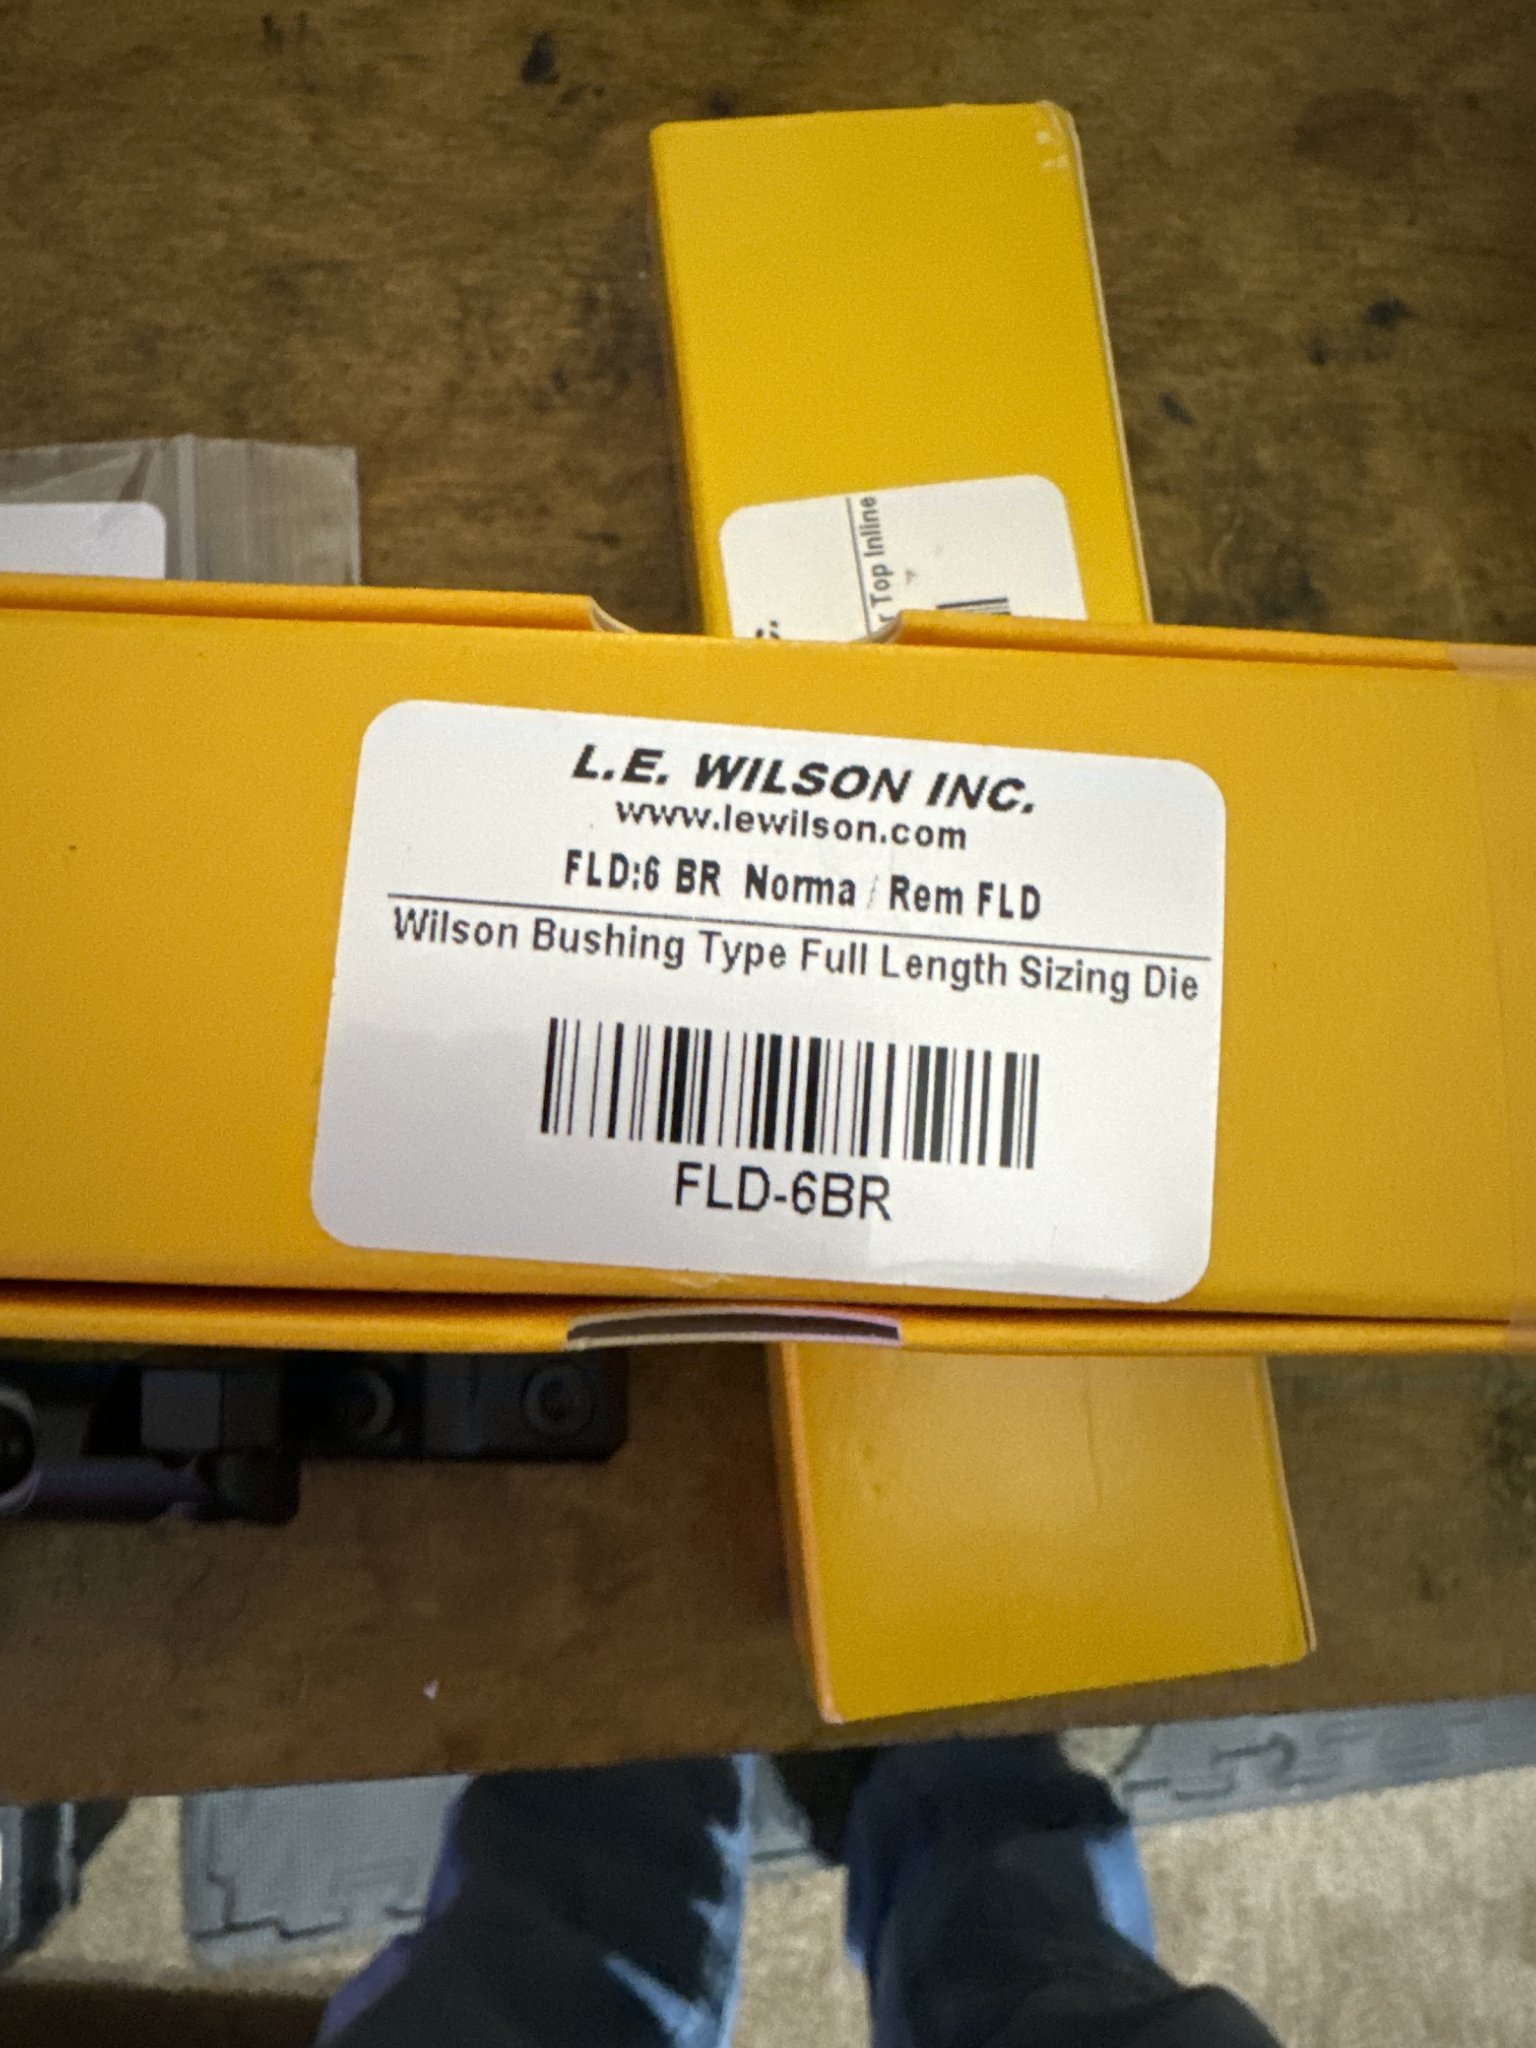 Top Inline
L.E. WILSON INC.
www.lewilson.com
FLD:6 BR Norma / Rem FLD
Wilson Bushing Type Full Length Sizing Die
FLD-6BR